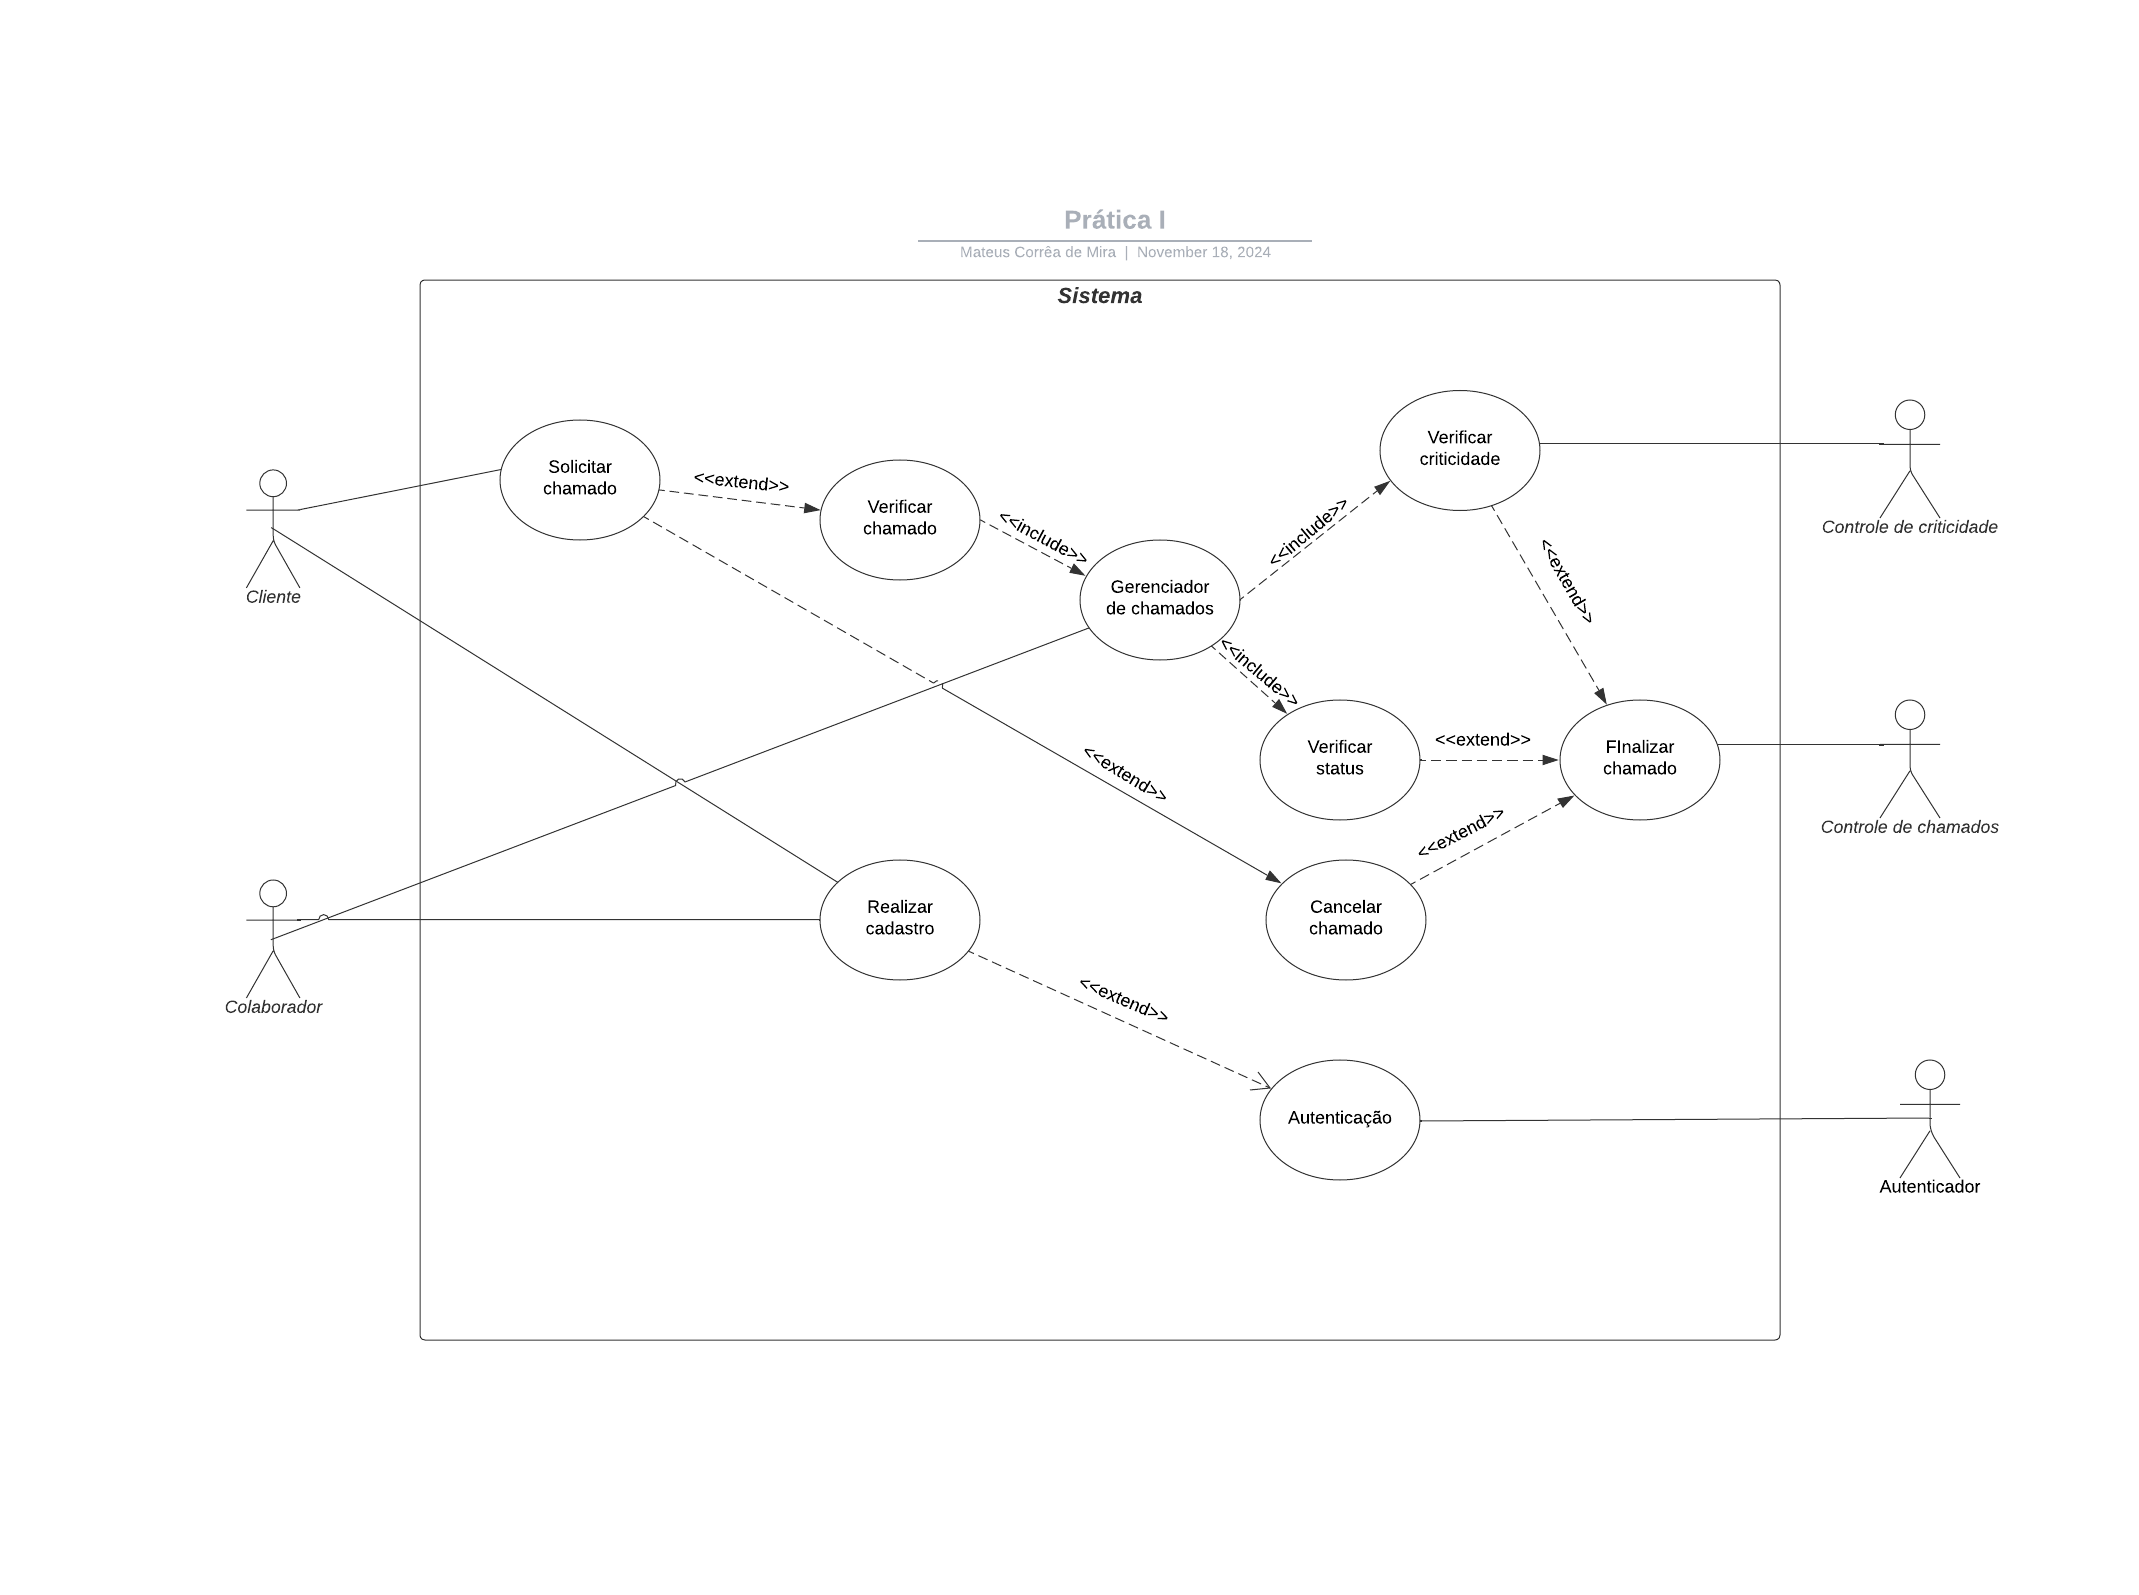 Prática I
Mateus Corrêa de Mira | November 18, 2024
Sistema
Solicitar
chamado
<<extend>>
Verificar
chamado
<<include>>
Gerenciador
de chamados
<<include>>
Verificar
criticidade
Controle de criticidade
Cliente
<<extend>>
<<include>>
Verificar
status
<<extend>>
FInalizar
chamado
Controle de chamados
<<extend>>
<<extend>>
Realizar
cadastro
Cancelar
chamado
Colaborador
<<extend>>
Autenticação
Autenticador